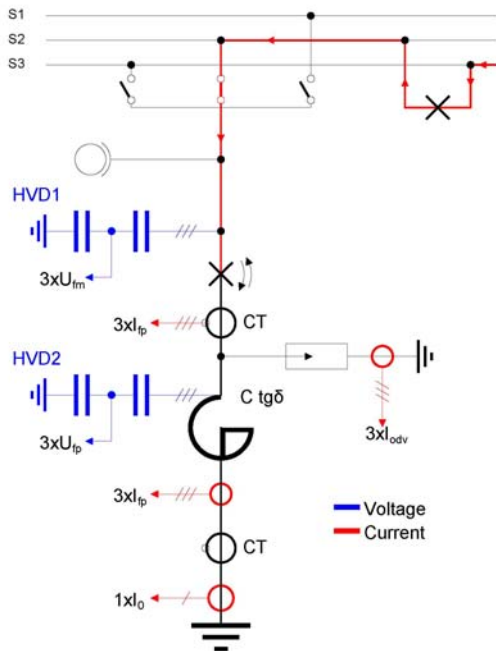 S1
S2
S3
HVD1
3xUfm
3xIfp
CT
HVD2
C tgδ
3xUfp
3xIodv
3xIfp
Voltage
Current
CT
1xI0